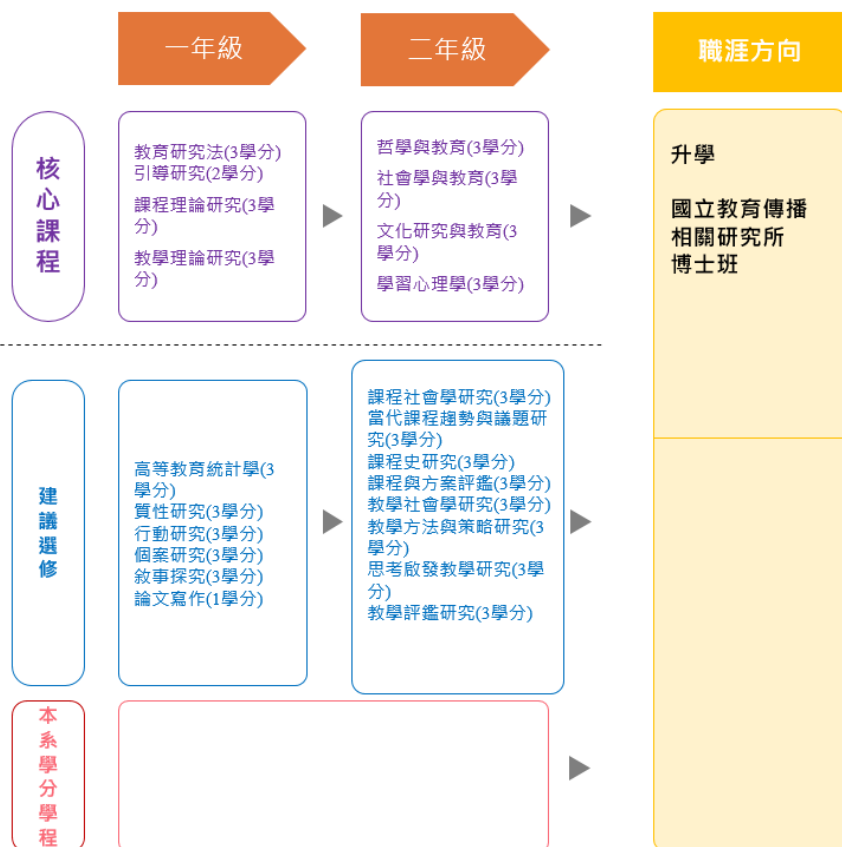 一年級
二年級
職涯方向
核心課程
教育研究法(3學分)
引導研究(2學分)
課程理論研究(3學
分)
教學理論研究(3學
分)
哲學與教育(3學分)
社會學與教育(3學
分)
文化研究與教育(3
學分)
學習心理學(3學分)
升學
國立教育傳播
相關研究所
博士班
建議選修
高等教育統計學(3
學分)
質性研究(3學分)
行動研究(3學分)
個案研究(3學分)
敘事探究(3學分)
論文寫作(1學分)
課程社會學研究(3學分)
當代課程趨勢與議題研
究(3學分)
課程史研究(3學分)
課程與方案評鑑(3學分)
教學社會學研究(3學分)
教學方法與策略研究(3
學分)
思考啟發教學研究(3學
分)
教學評鑑研究(3學分)
本系學分學程